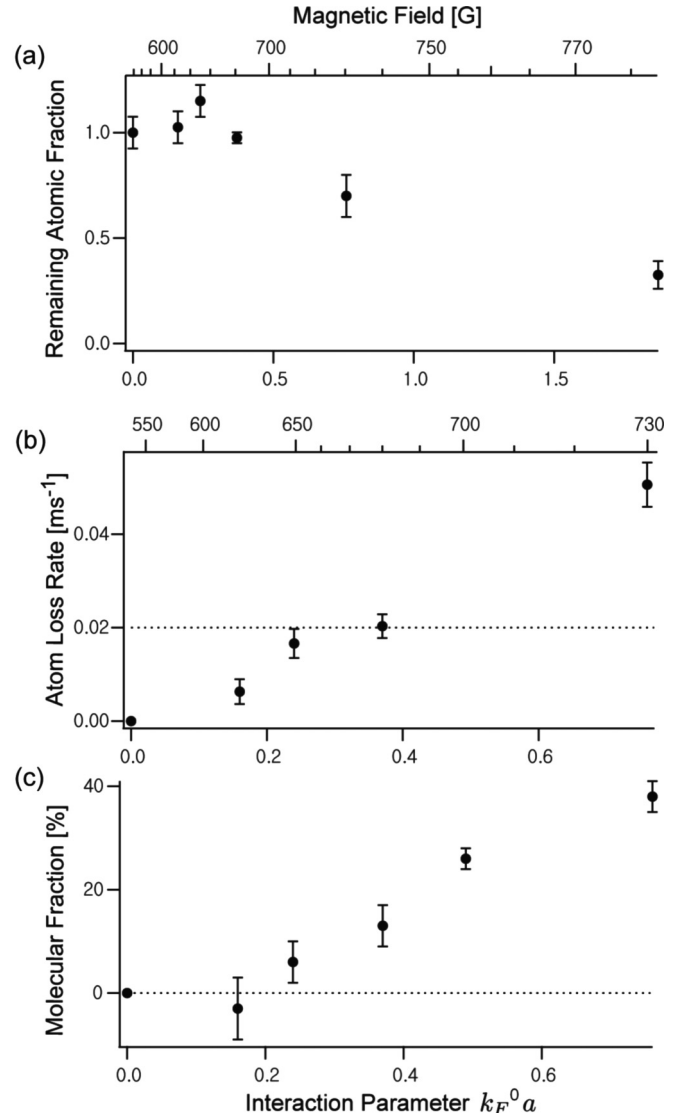 Magnetic Field [G]
(a)
600 700 750 770
Remaining Atomic Fraction
1.0
0.5
0.0
0.0 0.5 1.0 1.5
(b)
550 600 650 700 730
Atom Loss Rate [ms⁻¹]
0.04
0.02
0.00
0.0 0.2 0.4 0.6
(c)
Molecular Fraction [%]
40
20
0
0.0 0.2 0.4 0.6
Interaction Parameter k_F⁰a